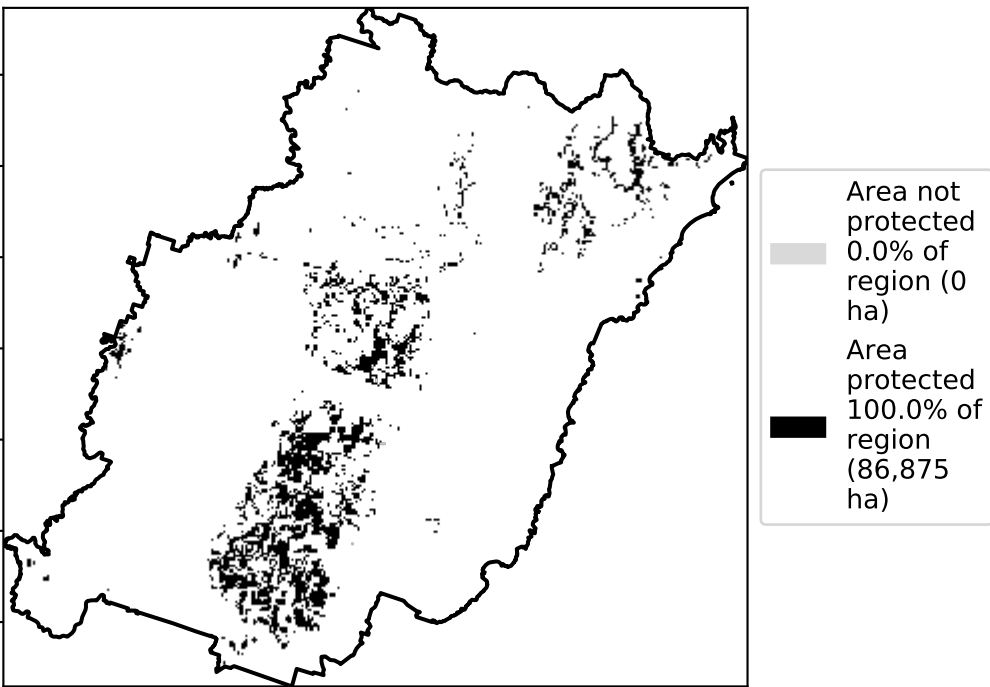 Area not
protected
0.0% of
region (0
ha)
Area
protected
100.0% of
region
(86,875
ha)